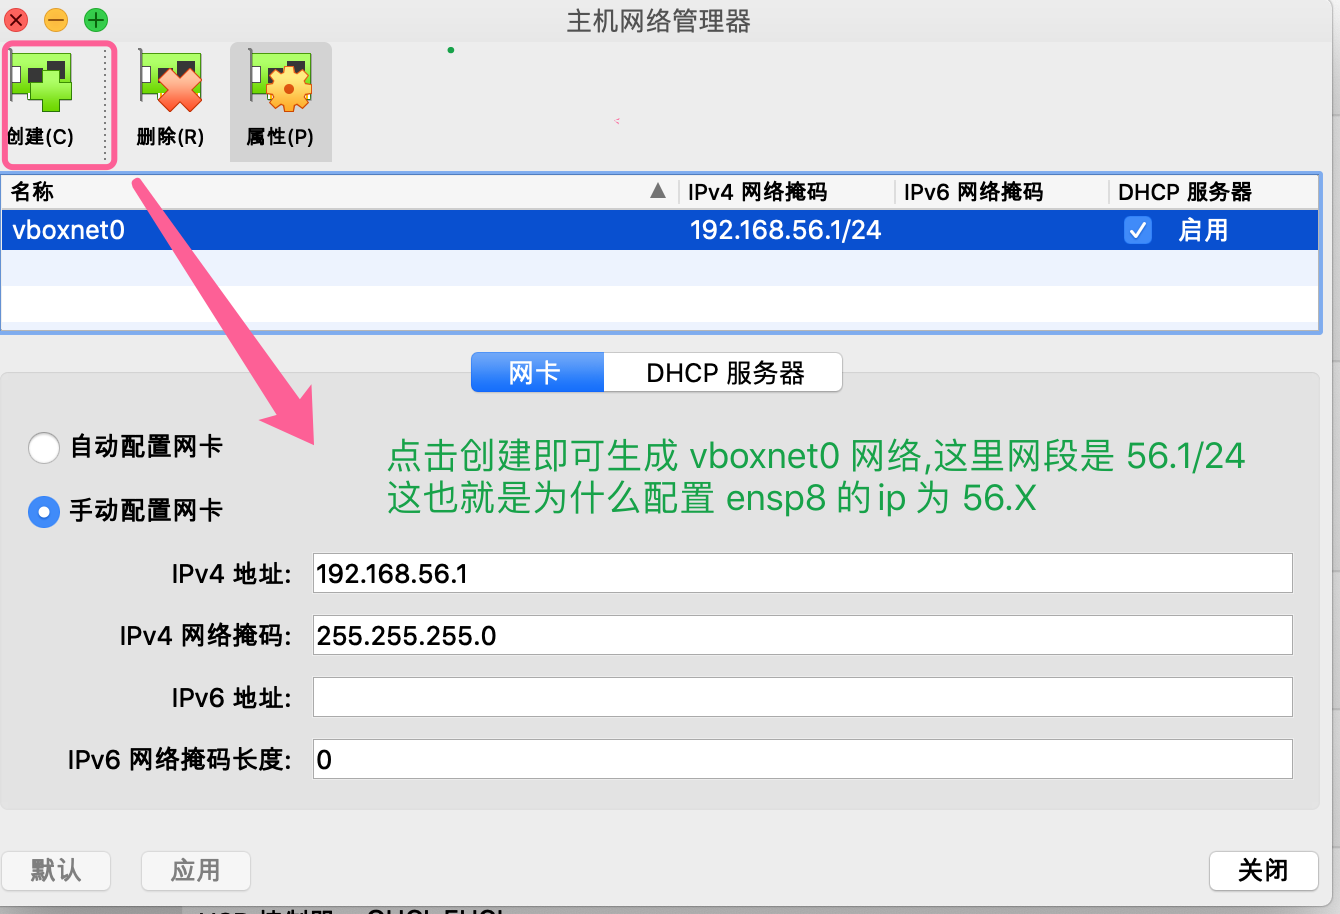 主机网络管理器
创建(C)
删除(R)
属性(P)
名称 IPv4 网络掩码 IPv6 网络掩码 DHCP 服务器
vboxnet0 192.168.56.1/24 启用
网卡 DHCP 服务器
自动配置网卡
点击创建即可生成 vboxnet0 网络,这里网段是 56.1/24
这也就是为什么配置 ensp8 的ip 为 56.X
手动配置网卡
IPv4 地址: 192.168.56.1
IPv4 网络掩码: 255.255.255.0
IPv6 地址:
IPv6 网络掩码长度: 0
默认 应用 关闭